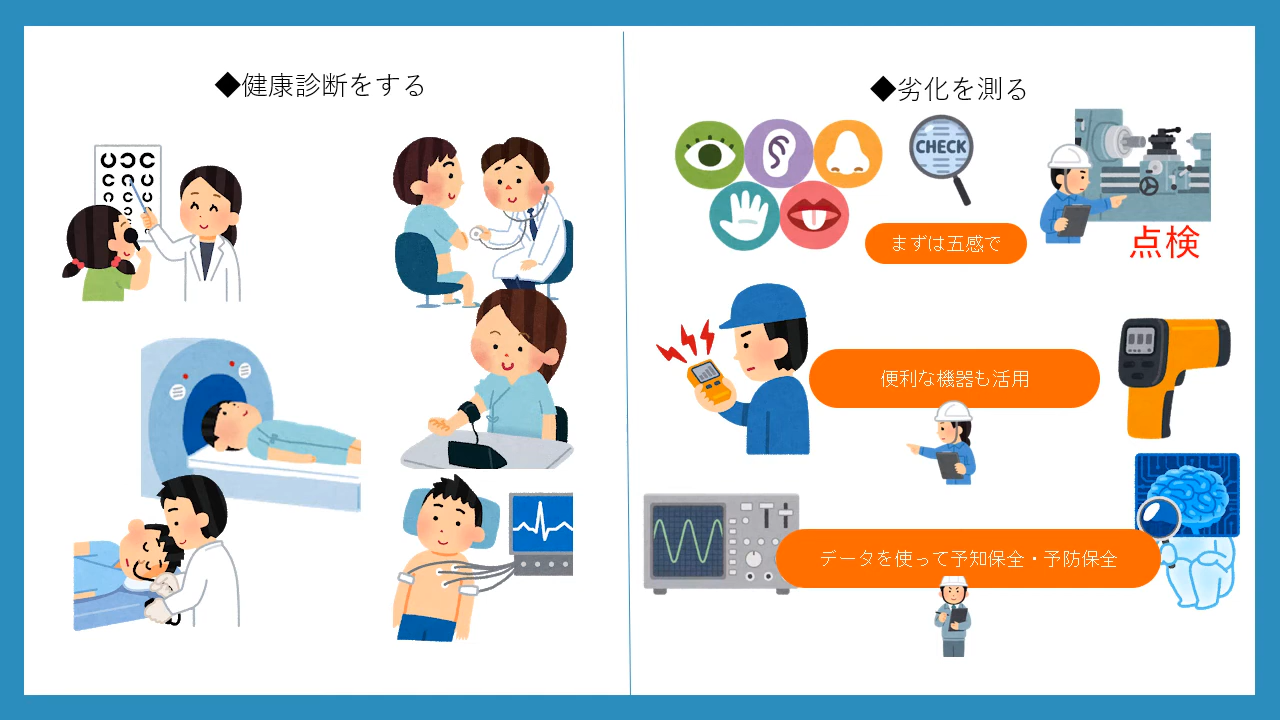 ◆健康診断をする
◆劣化を測る
CHECK
まずは五感で
点検
便利な機器も活用
データを使って予知保全・予防保全